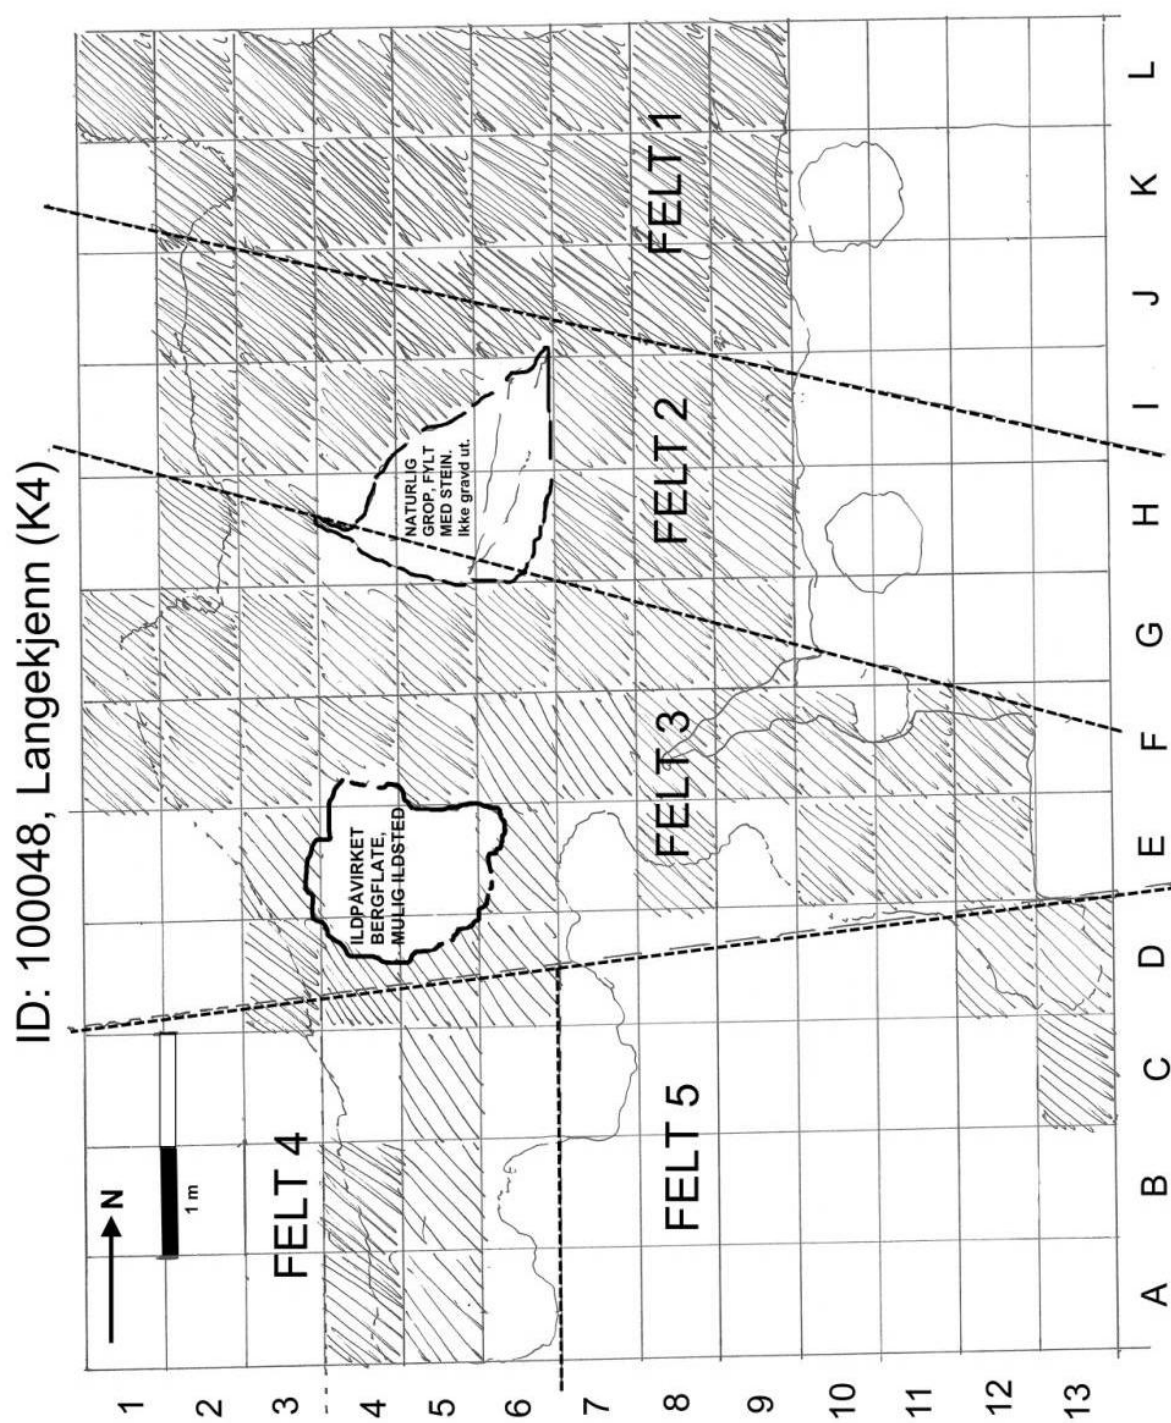 ID: 100048, Langekjenn (K4)
N
1 m
FELT 4
FELT 5
FELT 3
FELT 2
FELT 1
ILDPÅVIRKET
BERGFLATE,
MULIG ILDSTED
NATURLIG
GROP, FYLT
MED STEIN.
Ikke gravd ut.
1
2
3
4
5
6
7
8
9
10
11
12
13
A
B
C
D
E
F
G
H
I
J
K
L